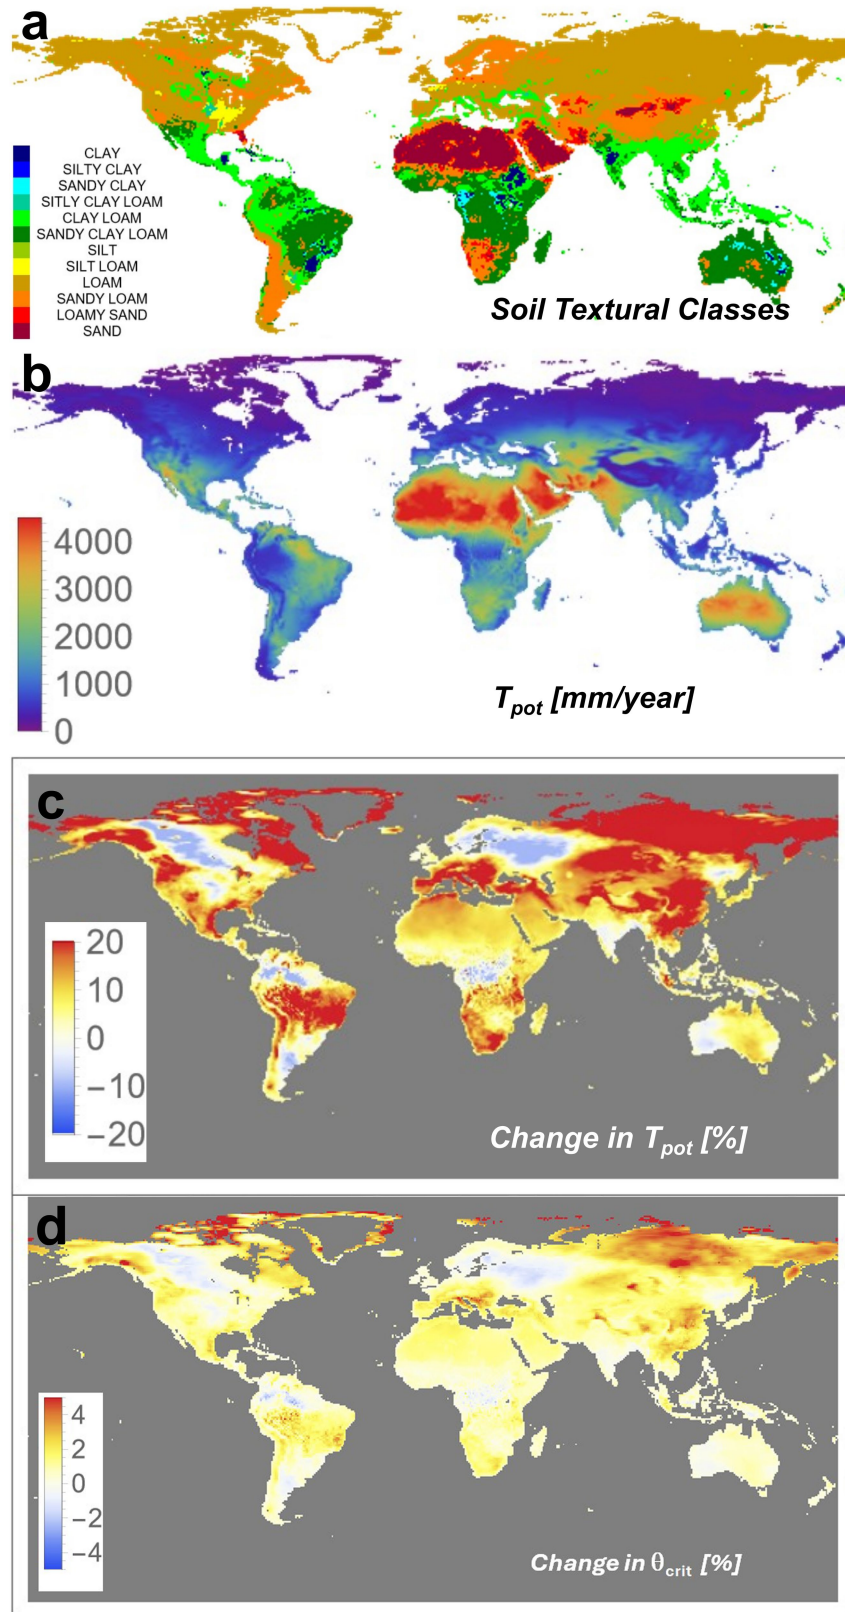 a
CLAY
SILTY CLAY
SANDY CLAY
SITLY CLAY LOAM
CLAY LOAM
SANDY CLAY LOAM
SILT
SILT LOAM
LOAM
SANDY LOAM
LOAMY SAND
SAND
Soil Textural Classes
b
4000
3000
2000
1000
0
Tpot [mm/year]
c
20
10
0
−10
−20
Change in Tpot [%]
d
4
2
0
−2
−4
Change in θcrit [%]